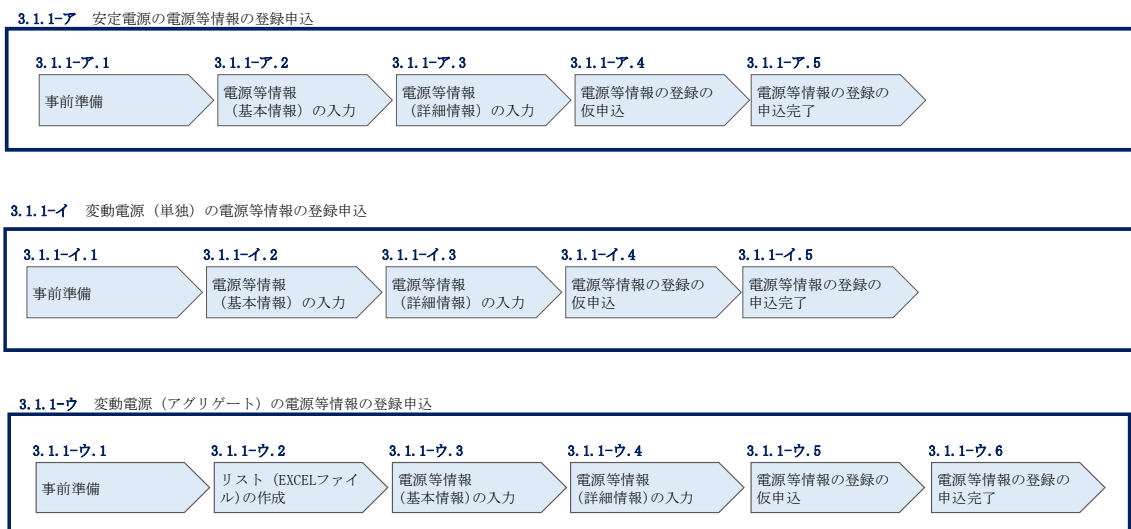 3.1.1-ア 安定電源の電源等情報の登録申込
3.1.1-ア.1
3.1.1-ア.2
3.1.1-ア.3
3.1.1-ア.4
3.1.1-ア.5
事前準備
電源等情報
（基本情報）の入力
電源等情報
（詳細情報）の入力
電源等情報の登録の
仮申込
電源等情報の登録の
申込完了
3.1.1-イ 変動電源（単独）の電源等情報の登録申込
3.1.1-イ.1
3.1.1-イ.2
3.1.1-イ.3
3.1.1-イ.4
3.1.1-イ.5
事前準備
電源等情報
（基本情報）の入力
電源等情報
（詳細情報）の入力
電源等情報の登録の
仮申込
電源等情報の登録の
申込完了
3.1.1-ウ 変動電源（アグリゲート）の電源等情報の登録申込
3.1.1-ウ.1
3.1.1-ウ.2
3.1.1-ウ.3
3.1.1-ウ.4
3.1.1-ウ.5
3.1.1-ウ.6
事前準備
リスト（EXCELファイ
ル)の作成
電源等情報
(基本情報)の入力
電源等情報
(詳細情報)の入力
電源等情報の登録の
仮申込
電源等情報の登録の
申込完了